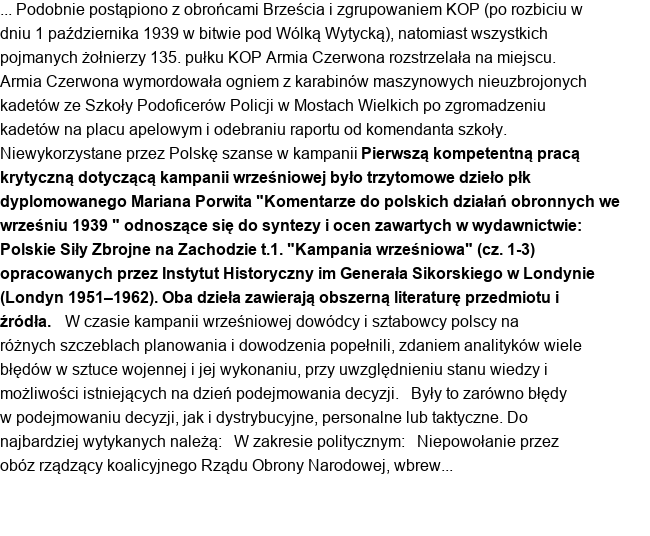 ... Podobnie postąpiono z obrońcami Brześcia i zgrupowaniem KOP (po rozbiciu w
dniu 1 października 1939 w bitwie pod Wólką Wytycką), natomiast wszystkich
pojmanych żołnierzy 135. pułku KOP Armia Czerwona rozstrzelała na miejscu.
Armia Czerwona wymordowała ogniem z karabinów maszynowych nieuzbrojonych
kadetów ze Szkoły Podoficerów Policji w Mostach Wielkich po zgromadzeniu
kadetów na placu apelowym i odebraniu raportu od komendanta szkoły.
Niewykorzystane przez Polskę szanse w kampanii Pierwszą kompetentną pracą
krytyczną dotyczącą kampanii wrześniowej było trzytomowe dzieło płk
dyplomowanego Mariana Porwita "Komentarze do polskich działań obronnych we
wrześniu 1939 " odnoszące się do syntezy i ocen zawartych w wydawnictwie:
Polskie Siły Zbrojne na Zachodzie t.1. "Kampania wrześniowa" (cz. 1-3)
opracowanych przez Instytut Historyczny im Generała Sikorskiego w Londynie
(Londyn 1951–1962). Oba dzieła zawierają obszerną literaturę przedmiotu i
źródła. W czasie kampanii wrześniowej dowódcy i sztabowcy polscy na
różnych szczeblach planowania i dowodzenia popełnili, zdaniem analityków wiele
błędów w sztuce wojennej i jej wykonaniu, przy uwzględnieniu stanu wiedzy i
możliwości istniejących na dzień podejmowania decyzji. Były to zarówno błędy
w podejmowaniu decyzji, jak i dystrybucyjne, personalne lub taktyczne. Do
najbardziej wytykanych należą: W zakresie politycznym: Niepowołanie przez
obóz rządzący koalicyjnego Rządu Obrony Narodowej, wbrew...